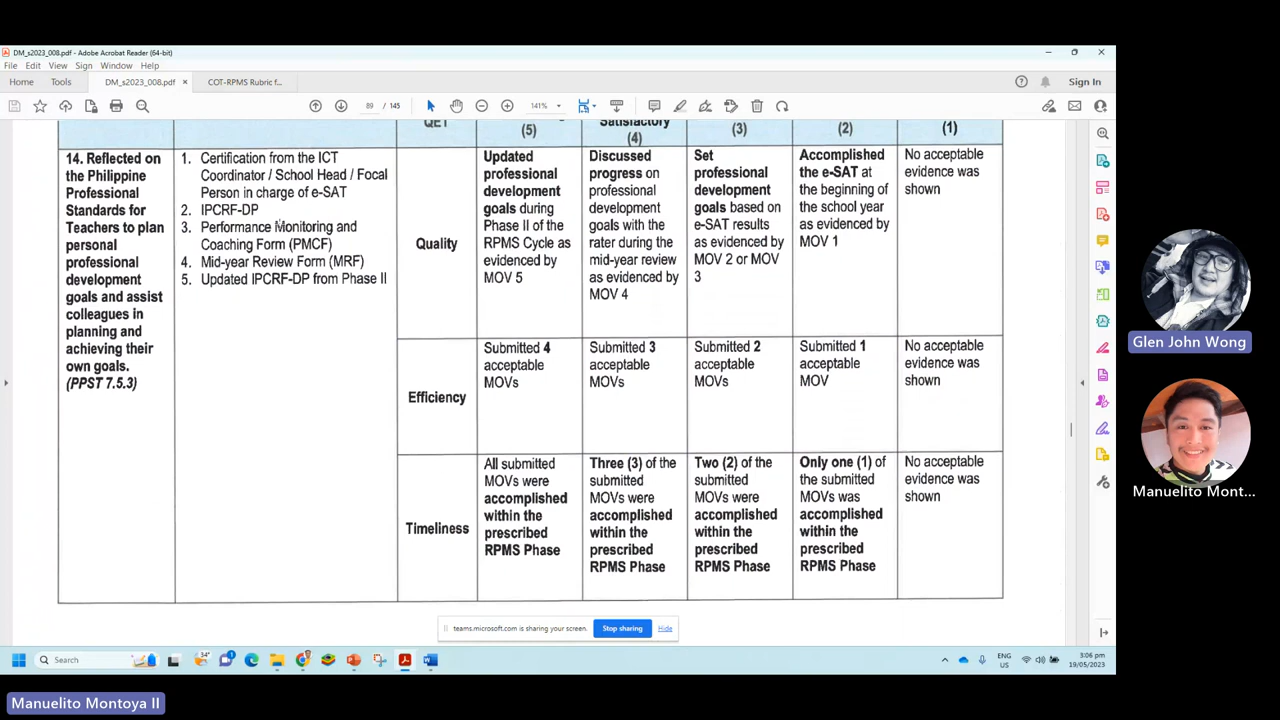 DM_s2023_008.pdf - Adobe Acrobat Reader (64-bit)
File Edit View Sign Window Help
Home Tools DM_s2023_008.pdf × COT-RPMS Rubric f... Sign In
89 / 145 141%
QET
(5)
Satisfactory
(4)
(3)
(2)
(1)
14. Reflected on
the Philippine
Professional
Standards for
Teachers to plan
personal
professional
development
goals and assist
colleagues in
planning and
achieving their
own goals.
(PPST 7.5.3)
1. Certification from the ICT
Coordinator / School Head / Focal
Person in charge of e-SAT
2. IPCRF-DP
3. Performance Monitoring and
Coaching Form (PMCF)
4. Mid-year Review Form (MRF)
5. Updated IPCRF-DP from Phase II
Quality
Updated
professional
development
goals during
Phase II of the
RPMS Cycle as
evidenced by
MOV 5
Discussed
progress on
professional
development
goals with the
rater during the
mid-year review
as evidenced by
MOV 4
Set
professional
development
goals based on
e-SAT results
as evidenced by
MOV 2 or MOV
3
Accomplished
the e-SAT at
the beginning of
the school year
as evidenced by
MOV 1
No acceptable
evidence was
shown
Efficiency
Submitted 4
acceptable
MOVs
Submitted 3
acceptable
MOVs
Submitted 2
acceptable
MOVs
Submitted 1
acceptable
MOV
No acceptable
evidence was
shown
Timeliness
All submitted
MOVs were
accomplished
within the
prescribed
RPMS Phase
Three (3) of the
submitted
MOVs were
accomplished
within the
prescribed
RPMS Phase
Two (2) of the
submitted
MOVs were
accomplished
within the
prescribed
RPMS Phase
Only one (1) of
the submitted
MOVs was
accomplished
within the
prescribed
RPMS Phase
No acceptable
evidence was
shown
teams.microsoft.com is sharing your screen. Stop sharing Hide
Search
34°
ENG
US
3:06 pm
19/05/2023
Glen John Wong
Manuelito Mont...
Manuelito Montoya II